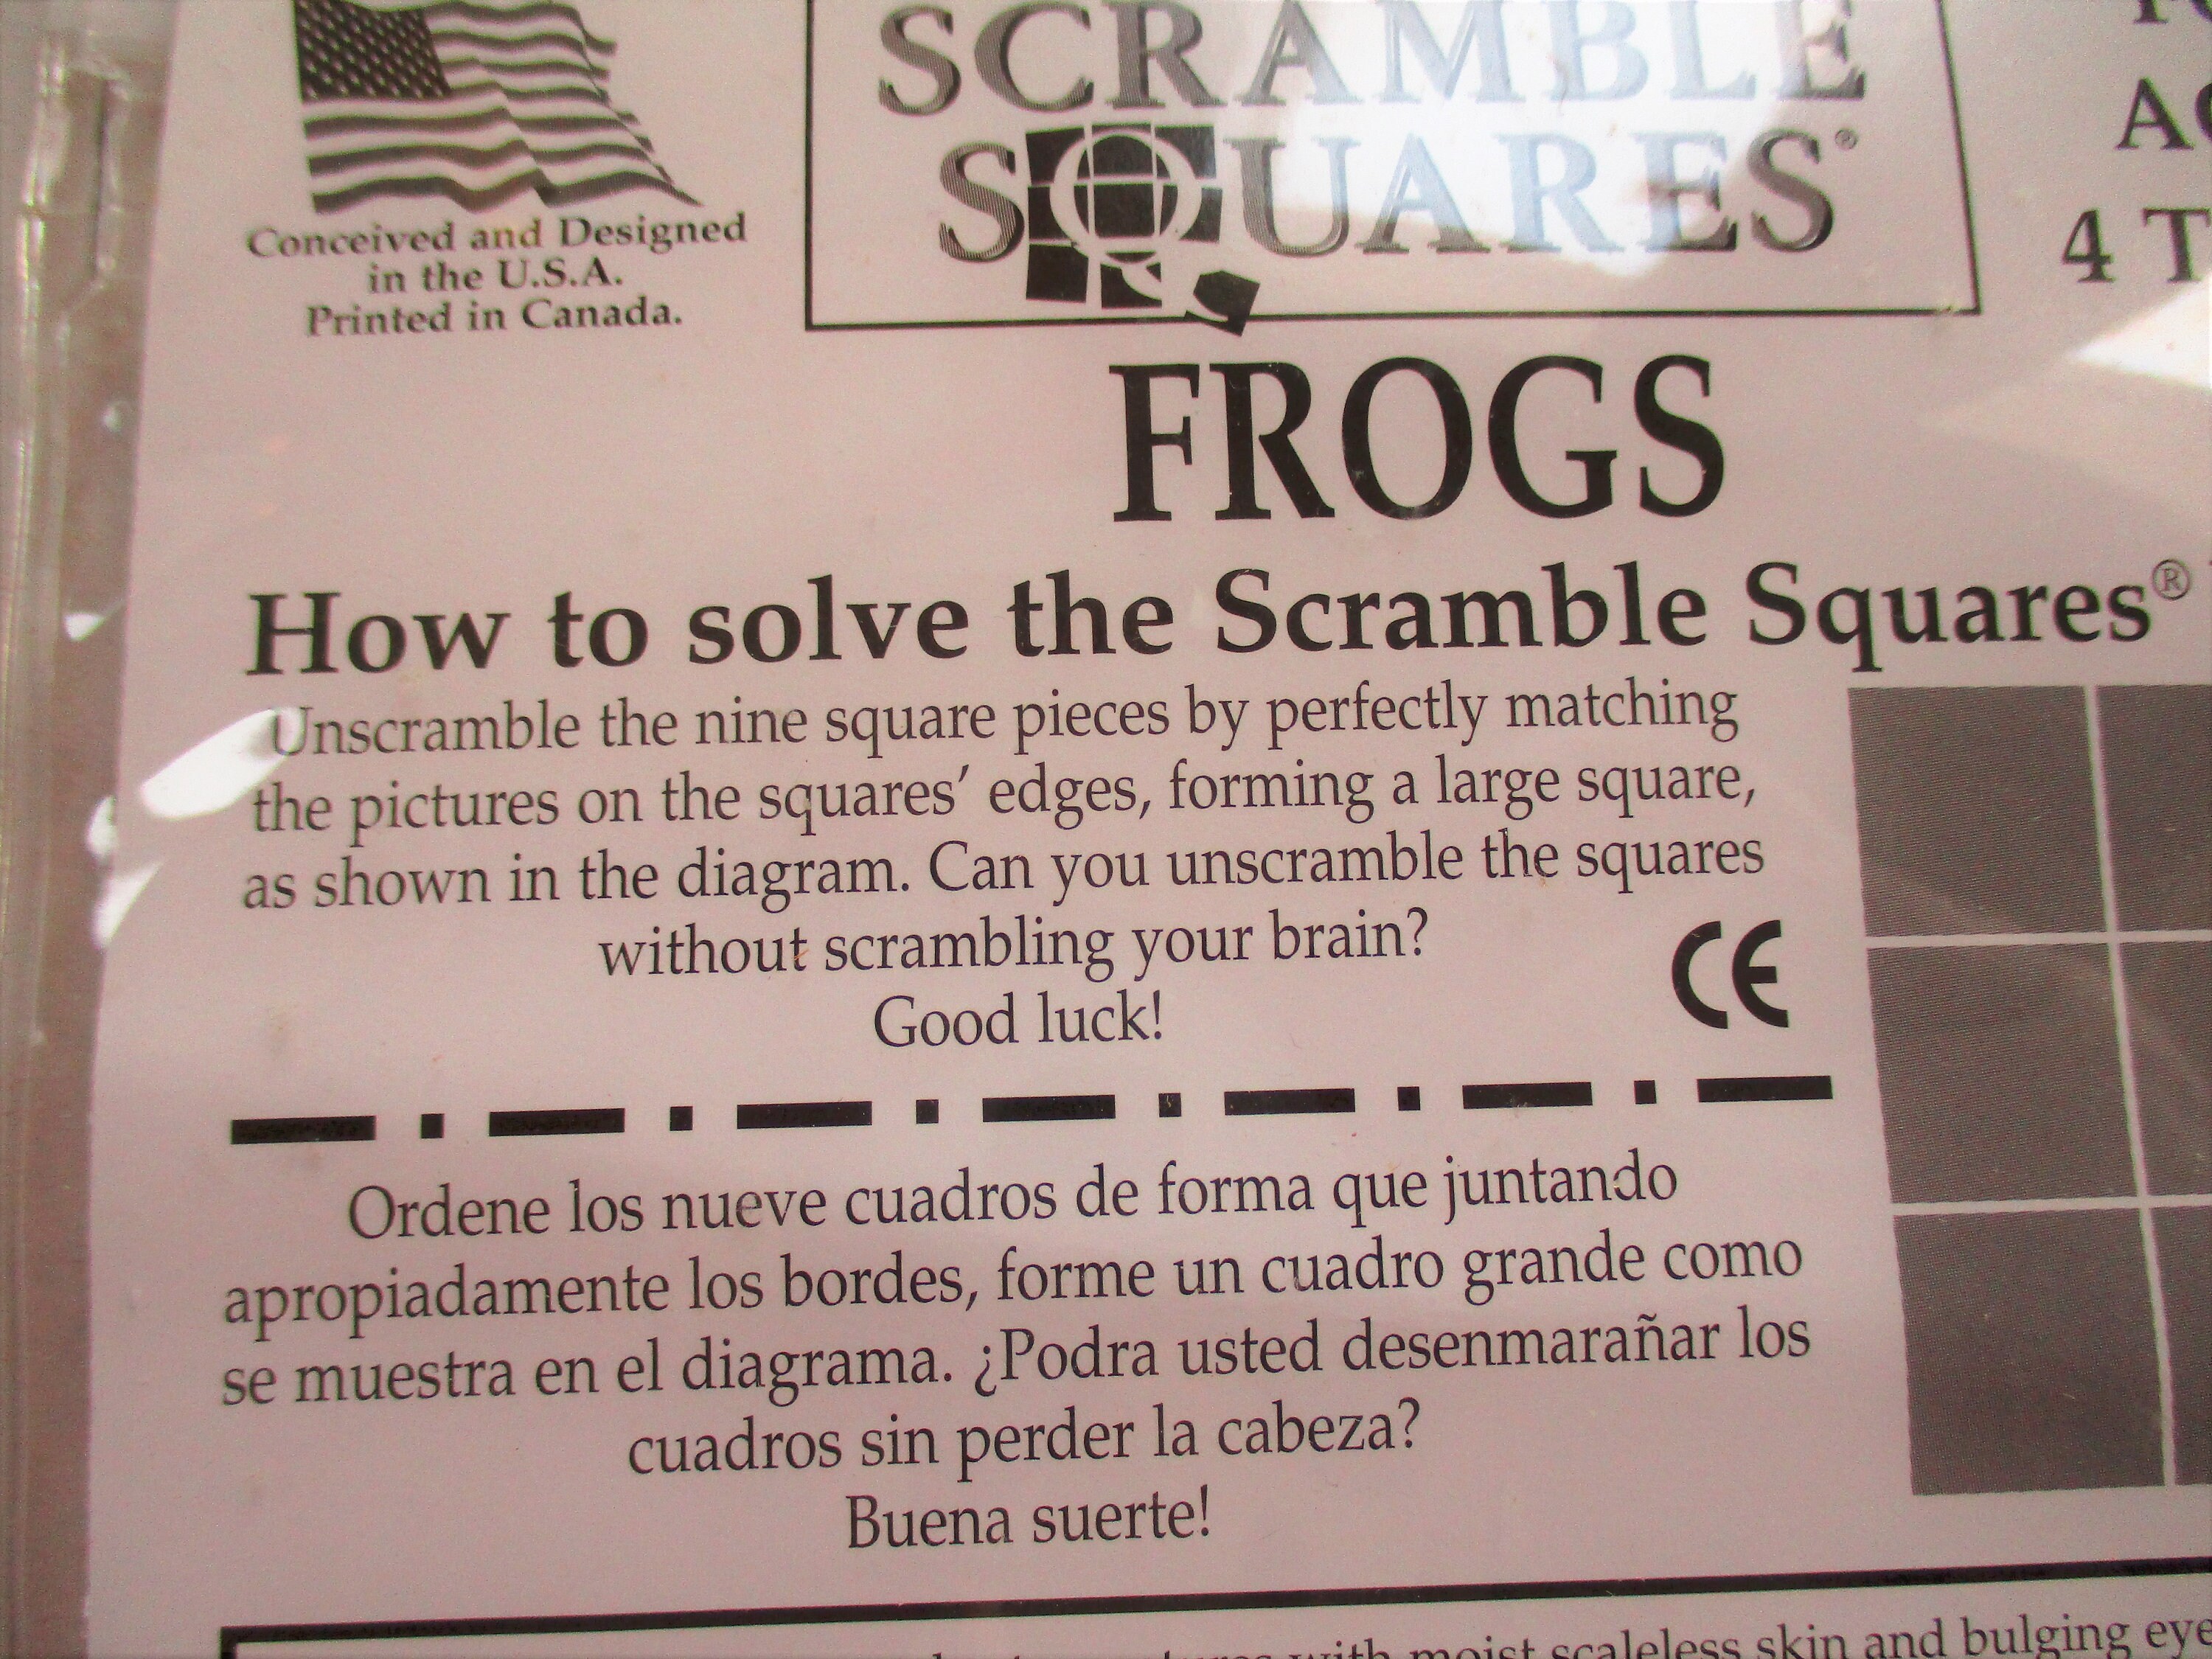 SCRAMBLE
SQUARES®
Conceived and Designed
in the U.S.A.
Printed in Canada.
4
FROGS
How to solve the Scramble Squares®
Unscramble the nine square pieces by perfectly matching
the pictures on the squares' edges, forming a large square,
as shown in the diagram. Can you unscramble the squares
without scrambling your brain?
Good luck!
CE
Ordene los nueve cuadros de forma que juntando
apropiadamente los bordes, forme un cuadro grande como
se muestra en el diagrama. ¿Podra usted desenmarañar los
cuadros sin perder la cabeza?
Buena suerte!
with moist scaleless skin and bulging